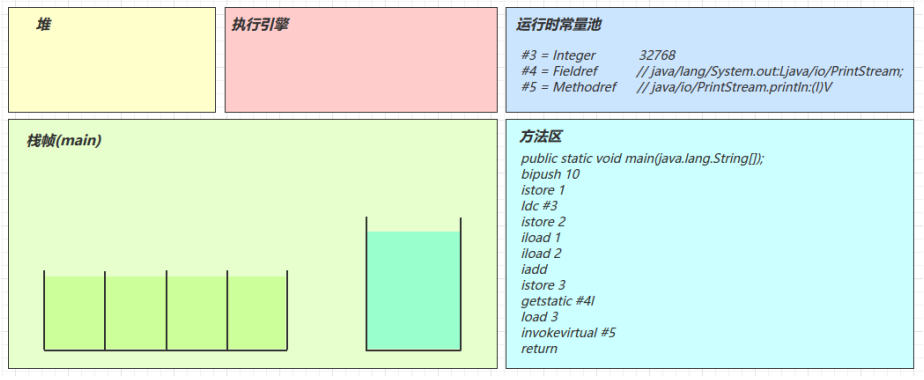 堆
执行引擎
运行时常量池
#3 = Integer 32768
#4 = Fieldref // java/lang/System.out:Ljava/io/PrintStream;
#5 = Methodref // java/io/PrintStream.println:(I)V
栈帧(main)
方法区
public static void main(java.lang.String[]);
bipush 10
istore 1
ldc #3
istore 2
iload 1
iload 2
iadd
istore 3
getstatic #4I
load 3
invokevirtual #5
return